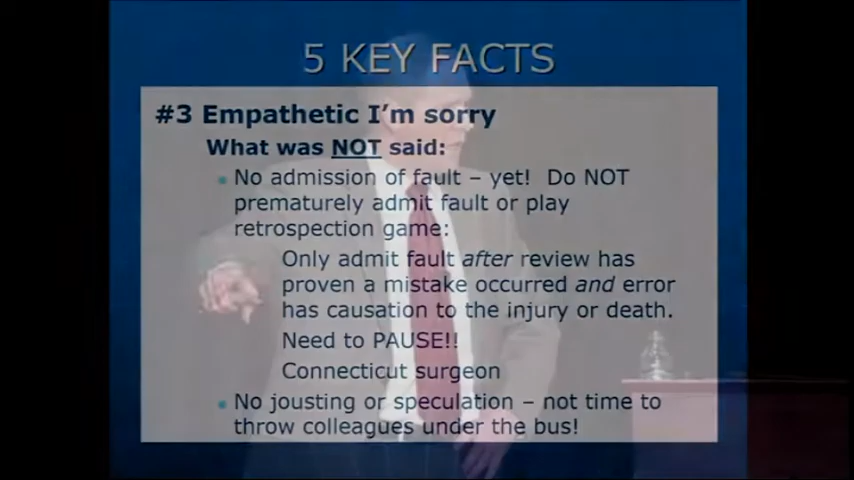 5 KEY FACTS
#3 Empathetic I'm sorry
What was NOT said:
No admission of fault – yet! Do NOT
prematurely admit fault or play
retrospection game:
Only admit fault after review has
proven a mistake occurred and error
has causation to the injury or death.
Need to PAUSE!!
Connecticut surgeon
No jousting or speculation – not time to
throw colleagues under the bus!